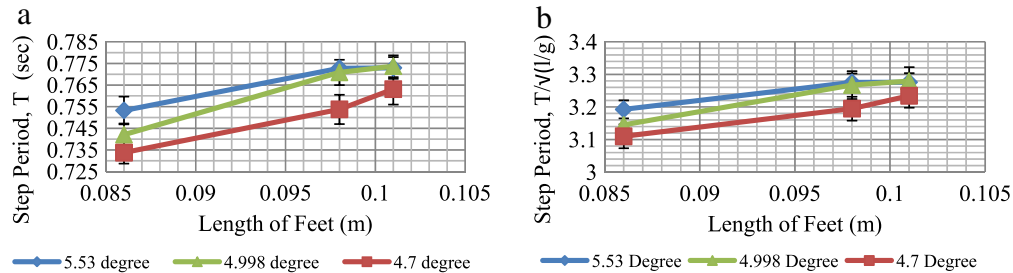 a
0.785
0.775
0.765
0.755
0.745
0.735
0.725
Step Period, T (sec)
0.085 0.09 0.095 0.1 0.105
Length of Feet (m)
5.53 degree 4.998 degree 4.7 degree
b
3.4
3.3
3.2
3.1
3
Step Period, T/√(l/g)
0.085 0.09 0.095 0.1 0.105
Length of Feet (m)
5.53 Degree 4.998 Degree 4.7 Degree